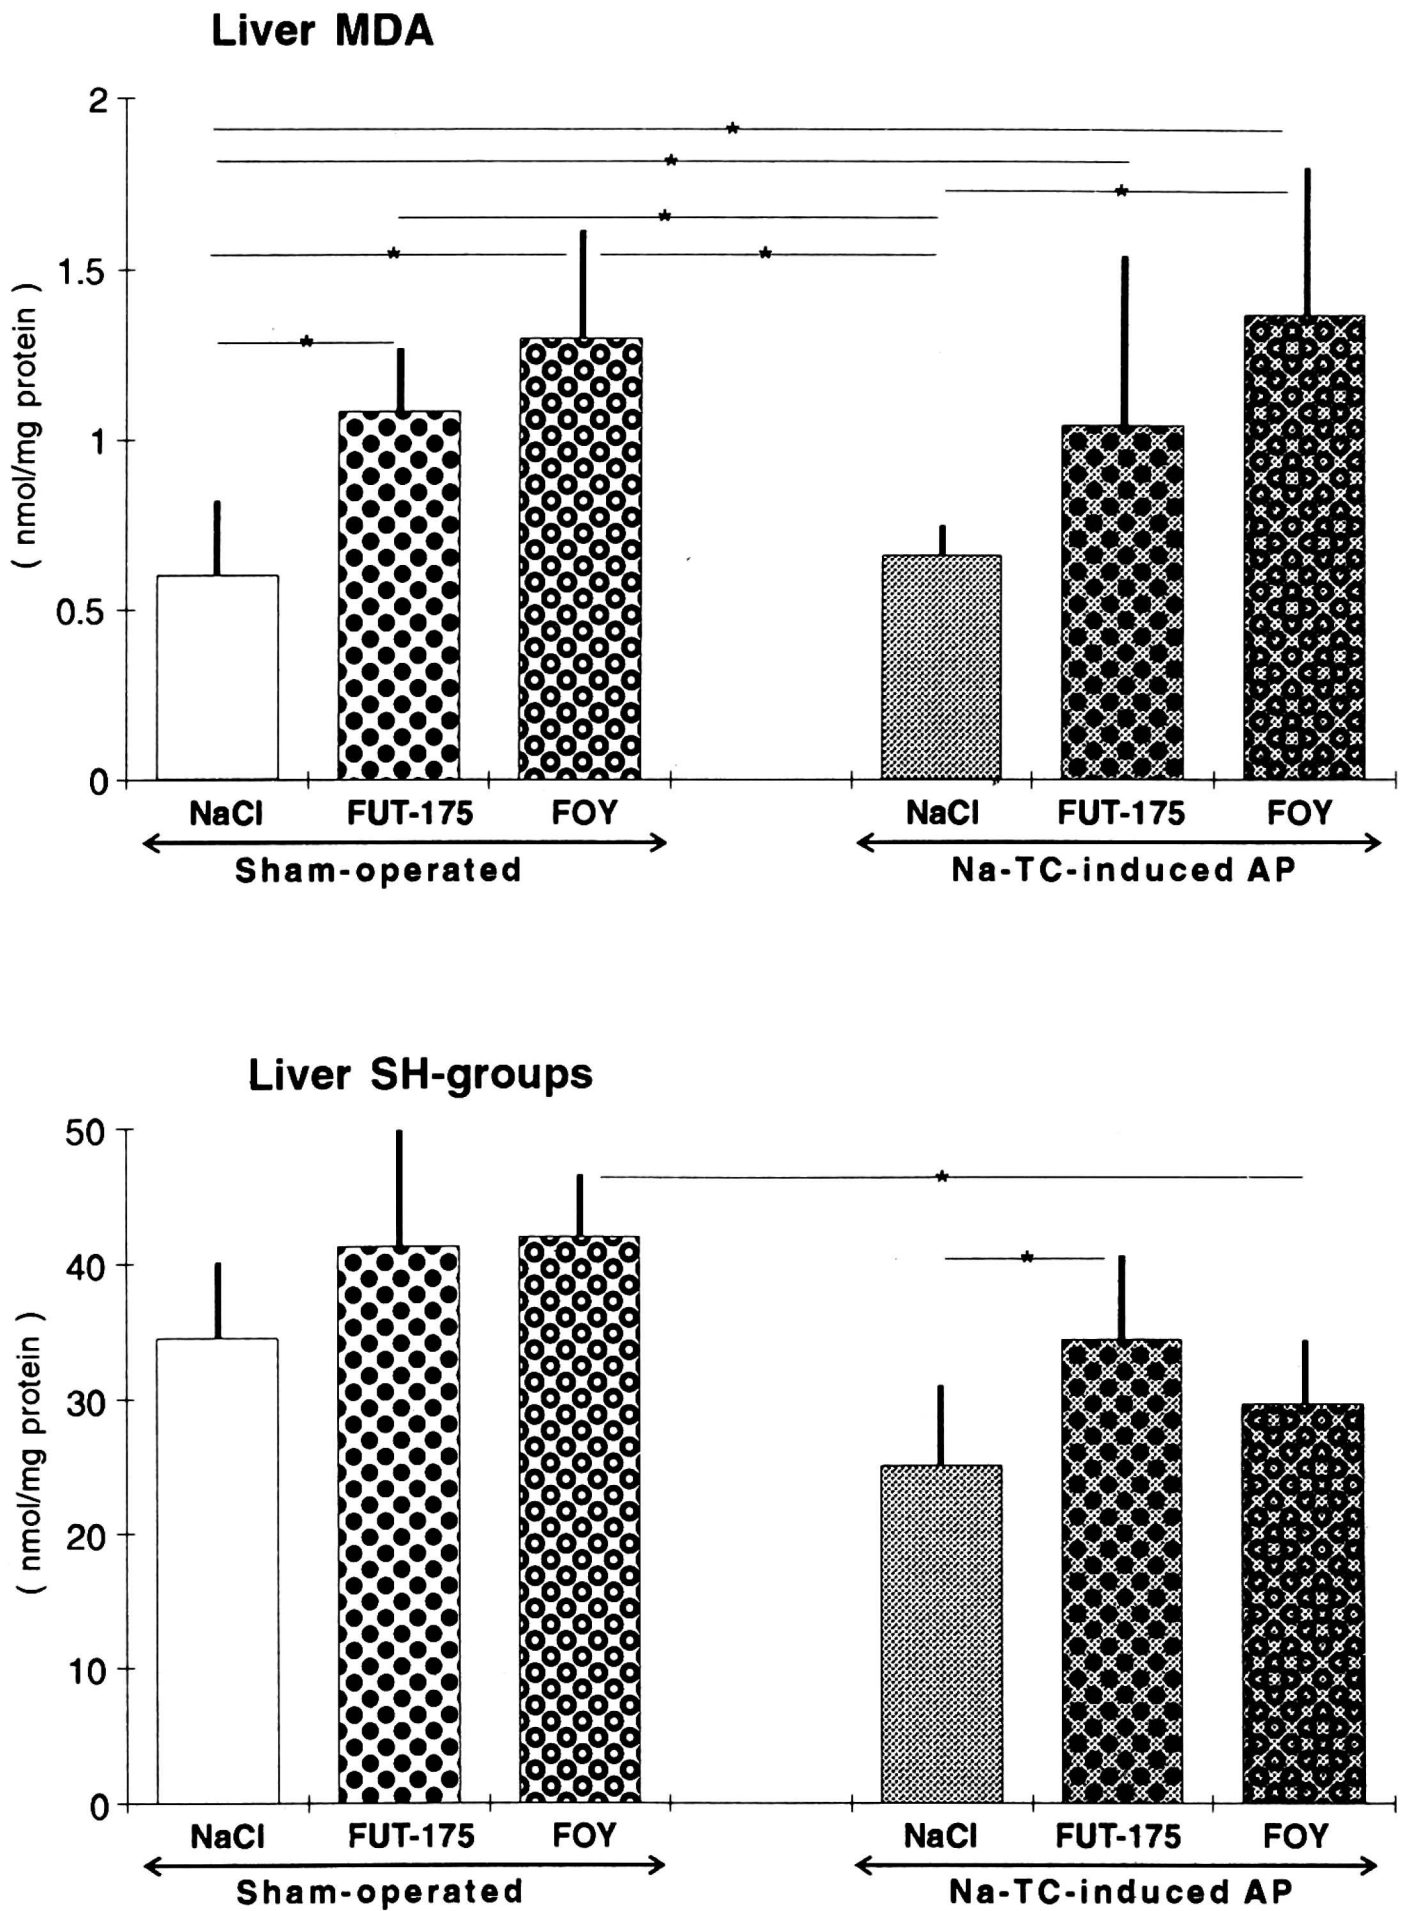 Liver MDA
2
1.5
1
0.5
0
( nmol/mg protein )
* 
*
*
*
*
*
*
NaCl FUT-175 FOY NaCl FUT-175 FOY
Sham-operated Na-TC-induced AP
Liver SH-groups
50
40
30
20
10
0
( nmol/mg protein )
*
*
NaCl FUT-175 FOY NaCl FUT-175 FOY
Sham-operated Na-TC-induced AP